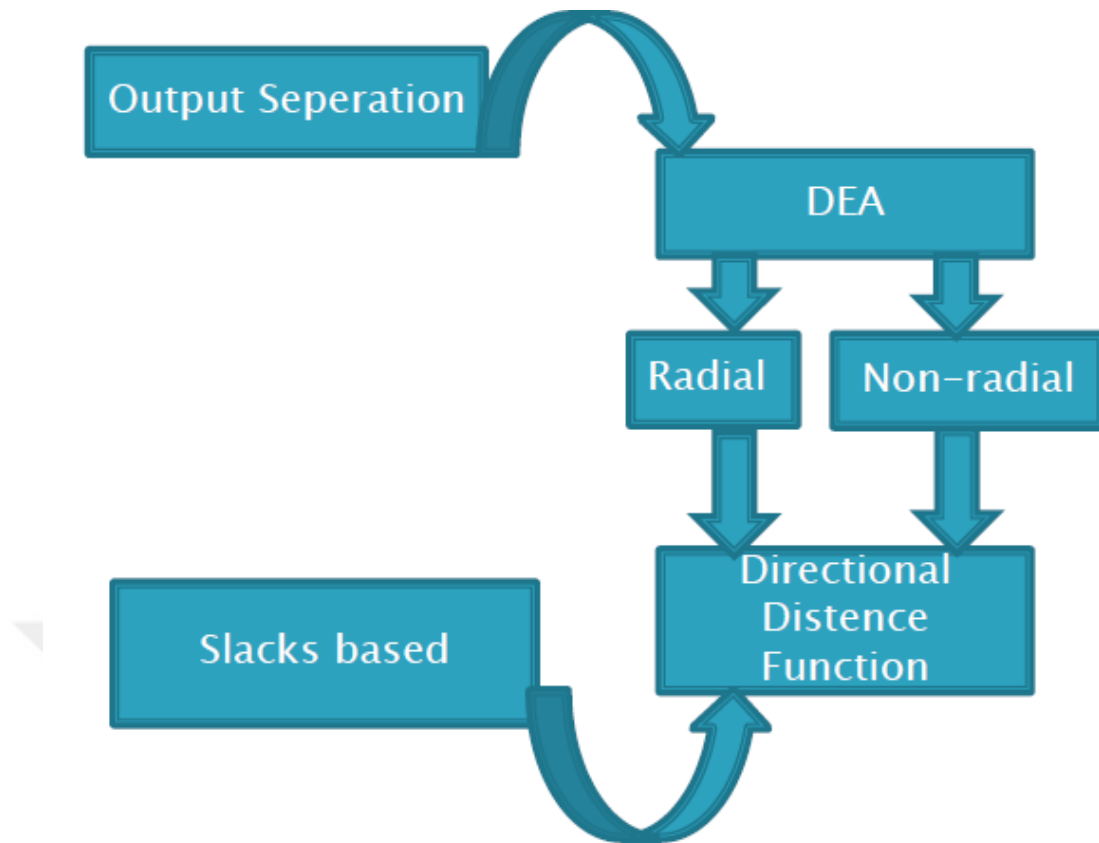 Output Seperation
DEA
Radial
Non-radial
Directional
Distence
Function
Slacks based